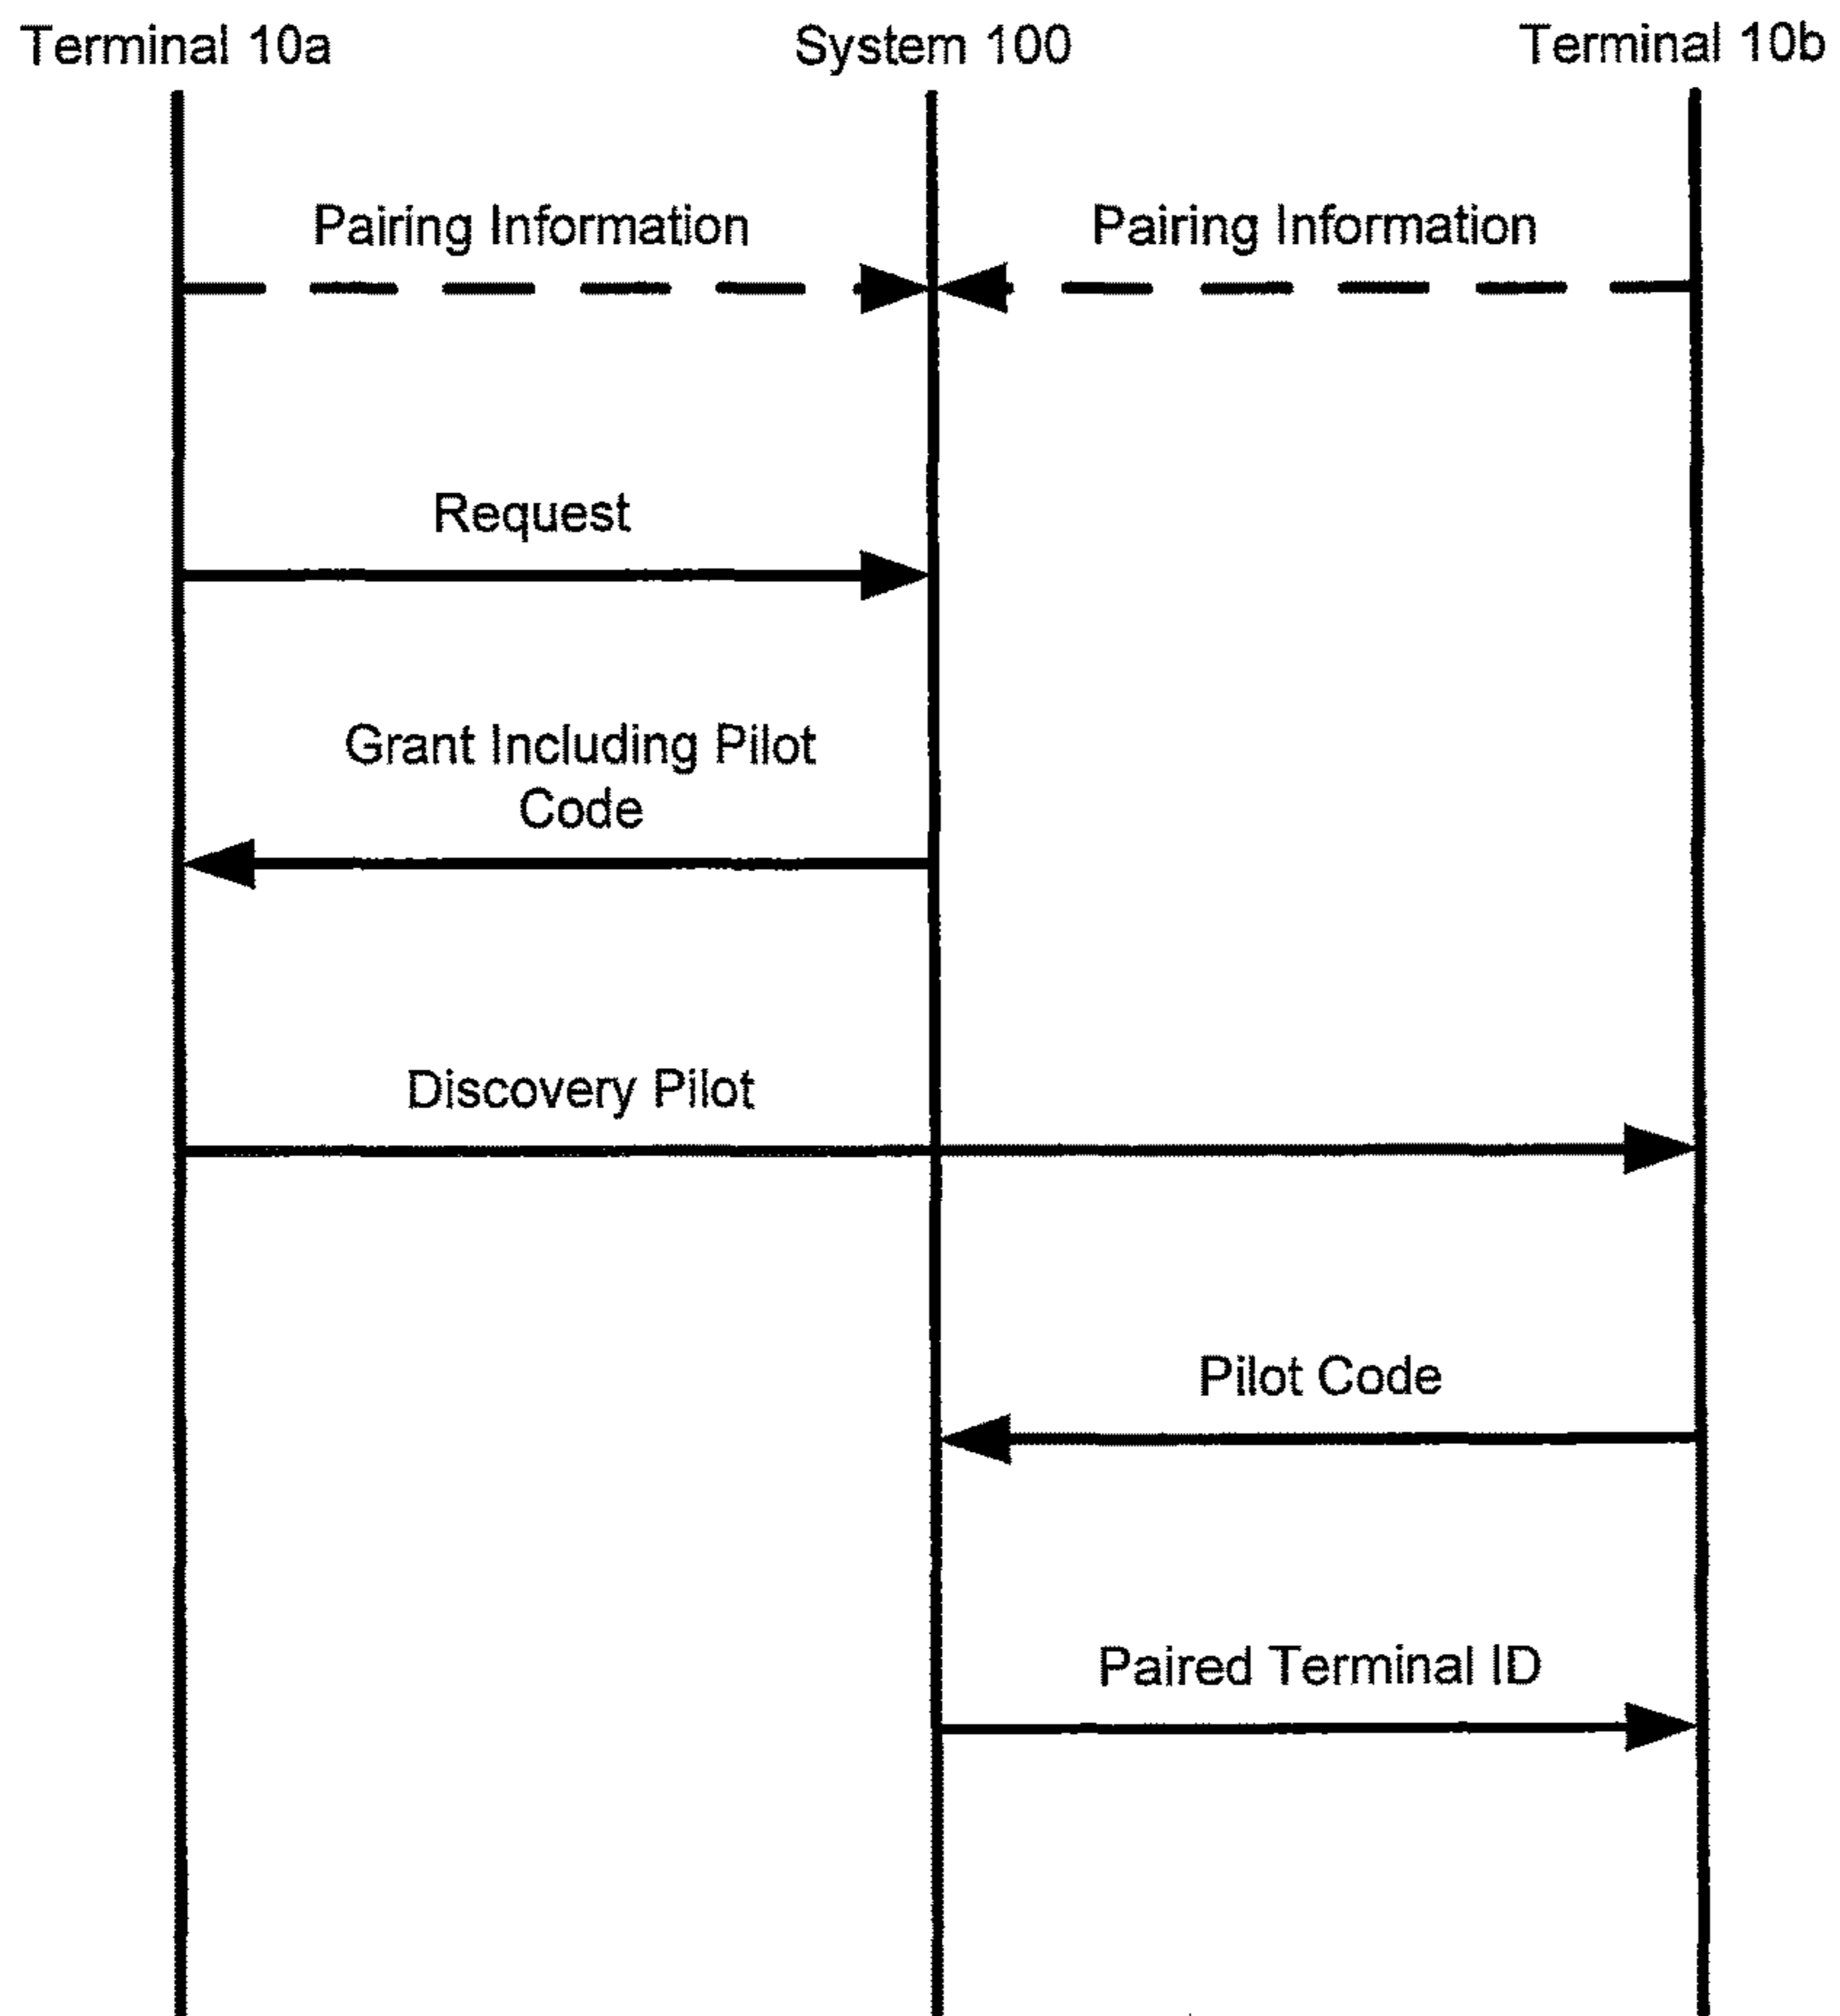 Terminal 10a
System 100
Terminal 10b
Pairing Information
Pairing Information
Request
Grant Including Pilot
Code
Discovery Pilot
Pilot Code
Paired Terminal ID